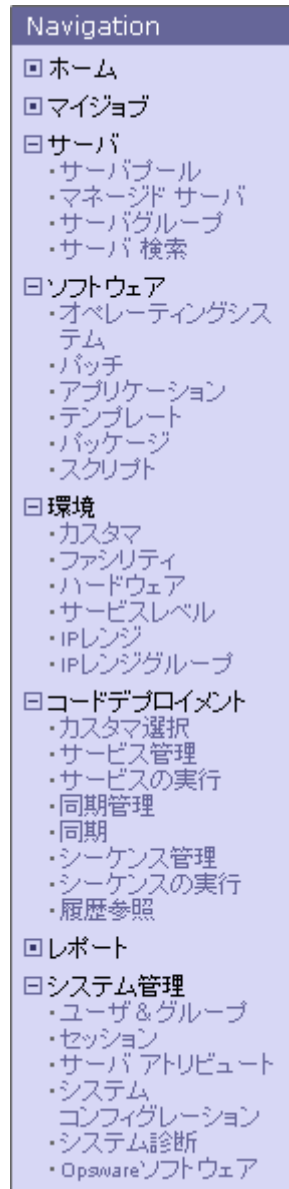 Navigation
ホーム
マイジョブ
サーバ
・サーバプール
・マネージド サーバ
・サーバグループ
・サーバ 検索
ソフトウェア
・オペレーティングシス
テム
・パッチ
・アプリケーション
・テンプレート
・パッケージ
・スクリプト
環境
・カスタマ
・ファシリティ
・ハードウェア
・サービスレベル
・IPレンジ
・IPレンジグループ
コードデプロイメント
・カスタマ選択
・サービス管理
・サービスの実行
・同期管理
・同期
・シーケンス管理
・シーケンスの実行
・履歴参照
レポート
システム管理
・ユーザ＆グループ
・セッション
・サーバ アトリビュート
・システム
コンフィグレーション
・システム診断
・Opswareソフトウェア